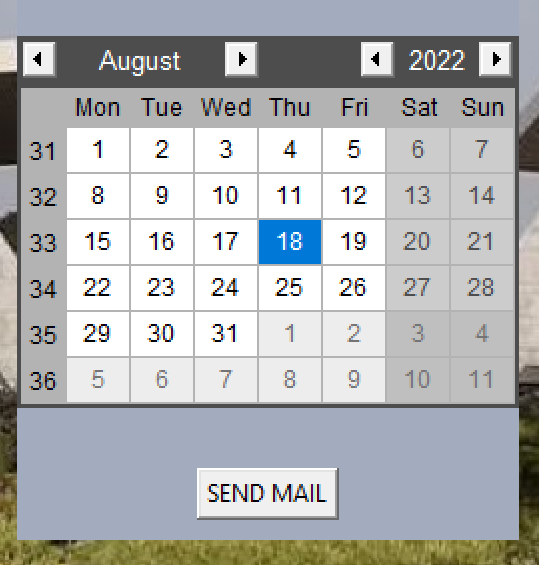 August 2022
Mon Tue Wed Thu Fri Sat Sun
31 1 2 3 4 5 6 7
32 8 9 10 11 12 13 14
33 15 16 17 18 19 20 21
34 22 23 24 25 26 27 28
35 29 30 31 1 2 3 4
36 5 6 7 8 9 10 11
SEND MAIL